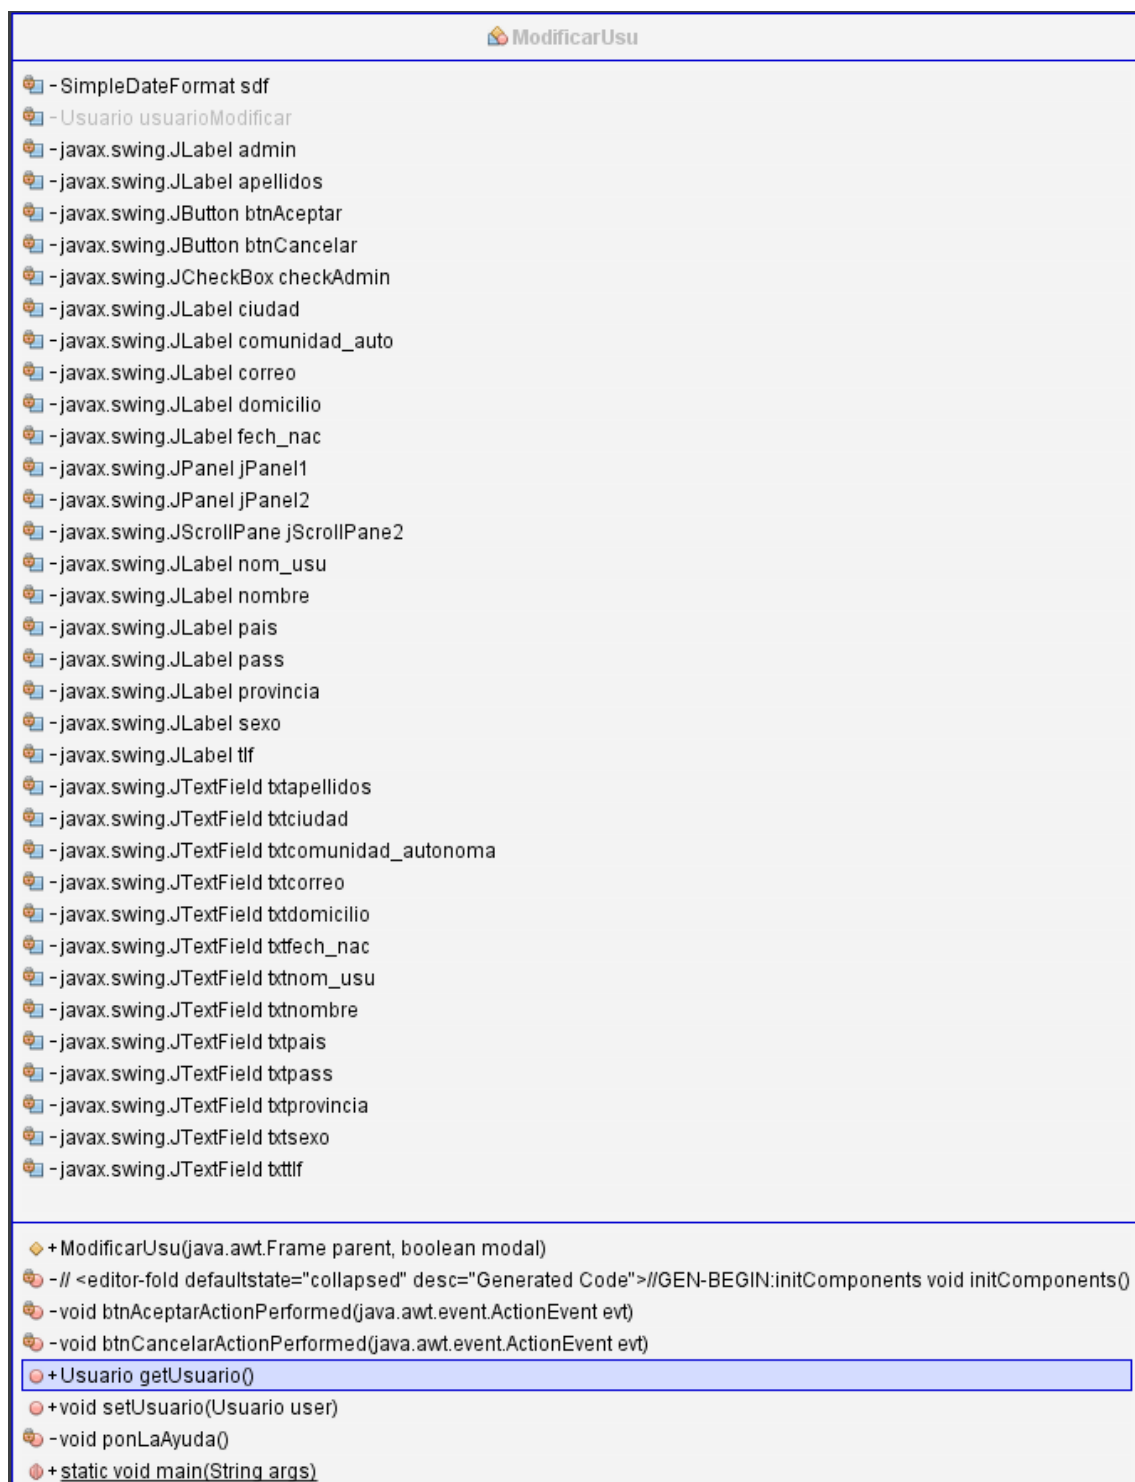 ModificarUsu
-SimpleDateFormat sdf
-Usuario usuarioModificar
-javax.swing.JLabel admin
-javax.swing.JLabel apellidos
-javax.swing.JButton btnAceptar
-javax.swing.JButton btnCancelar
-javax.swing.JCheckBox checkAdmin
-javax.swing.JLabel ciudad
-javax.swing.JLabel comunidad_auto
-javax.swing.JLabel correo
-javax.swing.JLabel domicilio
-javax.swing.JLabel fech_nac
-javax.swing.JPanel jPanel1
-javax.swing.JPanel jPanel2
-javax.swing.JScrollPane jScrollPane2
-javax.swing.JLabel nom_usu
-javax.swing.JLabel nombre
-javax.swing.JLabel pais
-javax.swing.JLabel pass
-javax.swing.JLabel provincia
-javax.swing.JLabel sexo
-javax.swing.JLabel tlf
-javax.swing.JTextField txtapellidos
-javax.swing.JTextField txtciudad
-javax.swing.JTextField txtcomunidad_autonoma
-javax.swing.JTextField txtcorreo
-javax.swing.JTextField txtdomicilio
-javax.swing.JTextField txtfech_nac
-javax.swing.JTextField txtnom_usu
-javax.swing.JTextField txtnombre
-javax.swing.JTextField txtpais
-javax.swing.JTextField txtpass
-javax.swing.JTextField txtprovincia
-javax.swing.JTextField txtsexo
-javax.swing.JTextField txttlf
+ModificarUsu(java.awt.Frame parent, boolean modal)
-// <editor-fold defaultstate="collapsed" desc="Generated Code">//GEN-BEGIN:initComponents void initComponents()
-void btnAceptarActionPerformed(java.awt.event.ActionEvent evt)
-void btnCancelarActionPerformed(java.awt.event.ActionEvent evt)
+Usuario getUsuario()
+void setUsuario(Usuario user)
-void ponLaAyuda()
+static void main(String args)